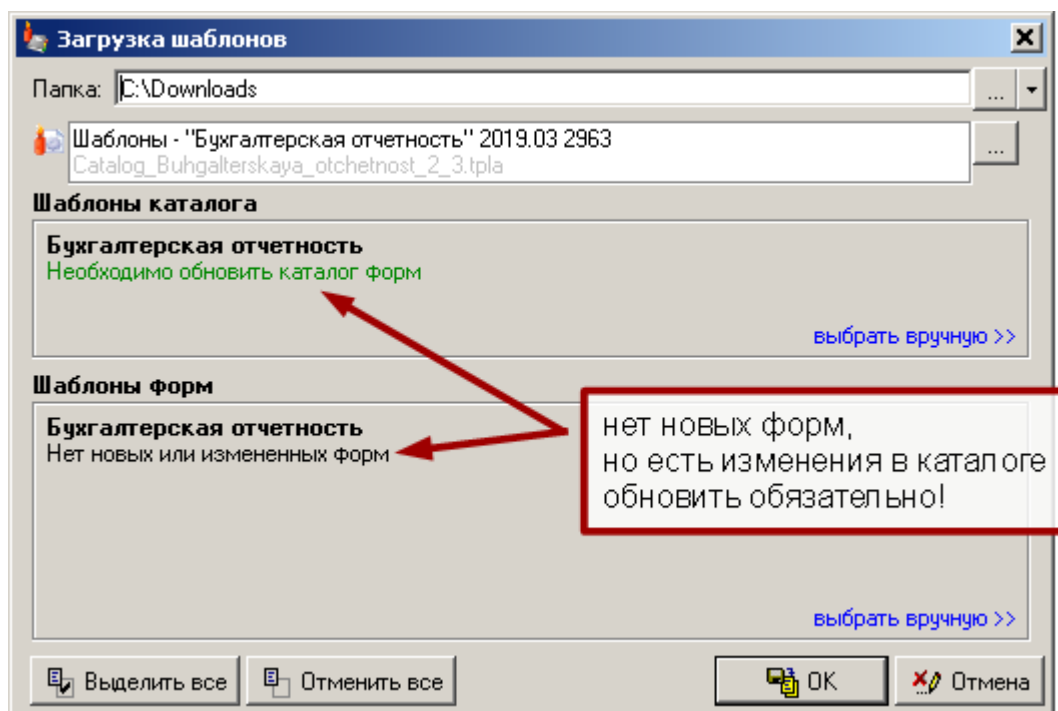 Загрузка шаблонов
Папка: C:\Downloads
...
Шаблоны - "Бухгалтерская отчетность" 2019.03 2963
Catalog_Buhgalterskaya_otchetnost_2_3.tpla
...
Шаблоны каталога
Бухгалтерская отчетность
Необходимо обновить каталог форм
выбрать вручную >>
Шаблоны форм
Бухгалтерская отчетность
Нет новых или измененных форм
нет новых форм,
но есть изменения в каталоге
обновить обязательно!
выбрать вручную >>
Выделить все
Отменить все
OK
Отмена